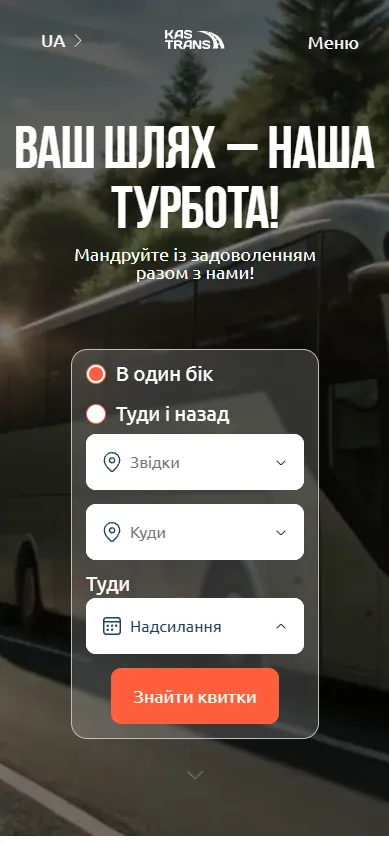 UA
KAS
TRANS
Меню
ВАШ ШЛЯХ — НАША
ТУРБОТА!
Мандруйте із задоволенням
разом з нами!
В один бік
Туди і назад
Звідки
Куди
Туди
Надсилання
Знайти квитки